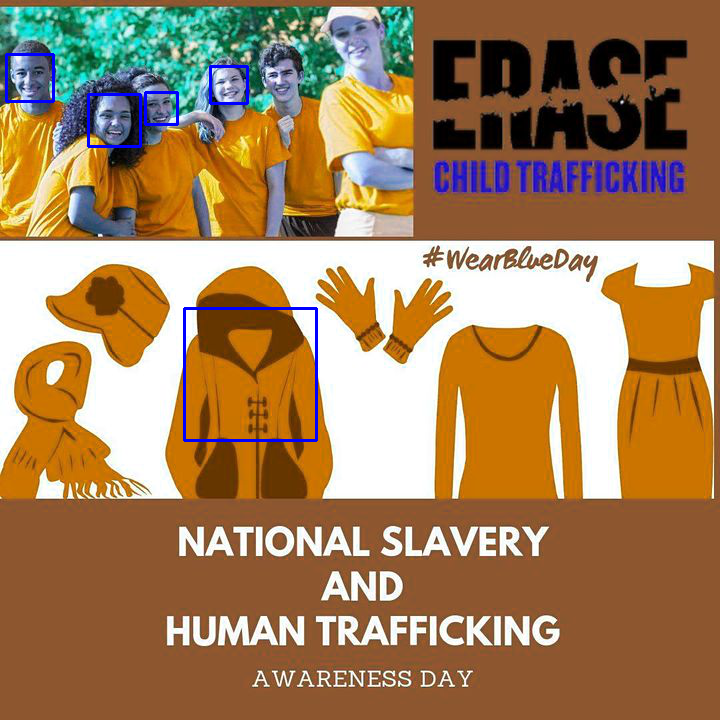 ERASE
CHILD TRAFFICKING
#WearBlueDay
NATIONAL SLAVERY
AND
HUMAN TRAFFICKING
AWARENESS DAY